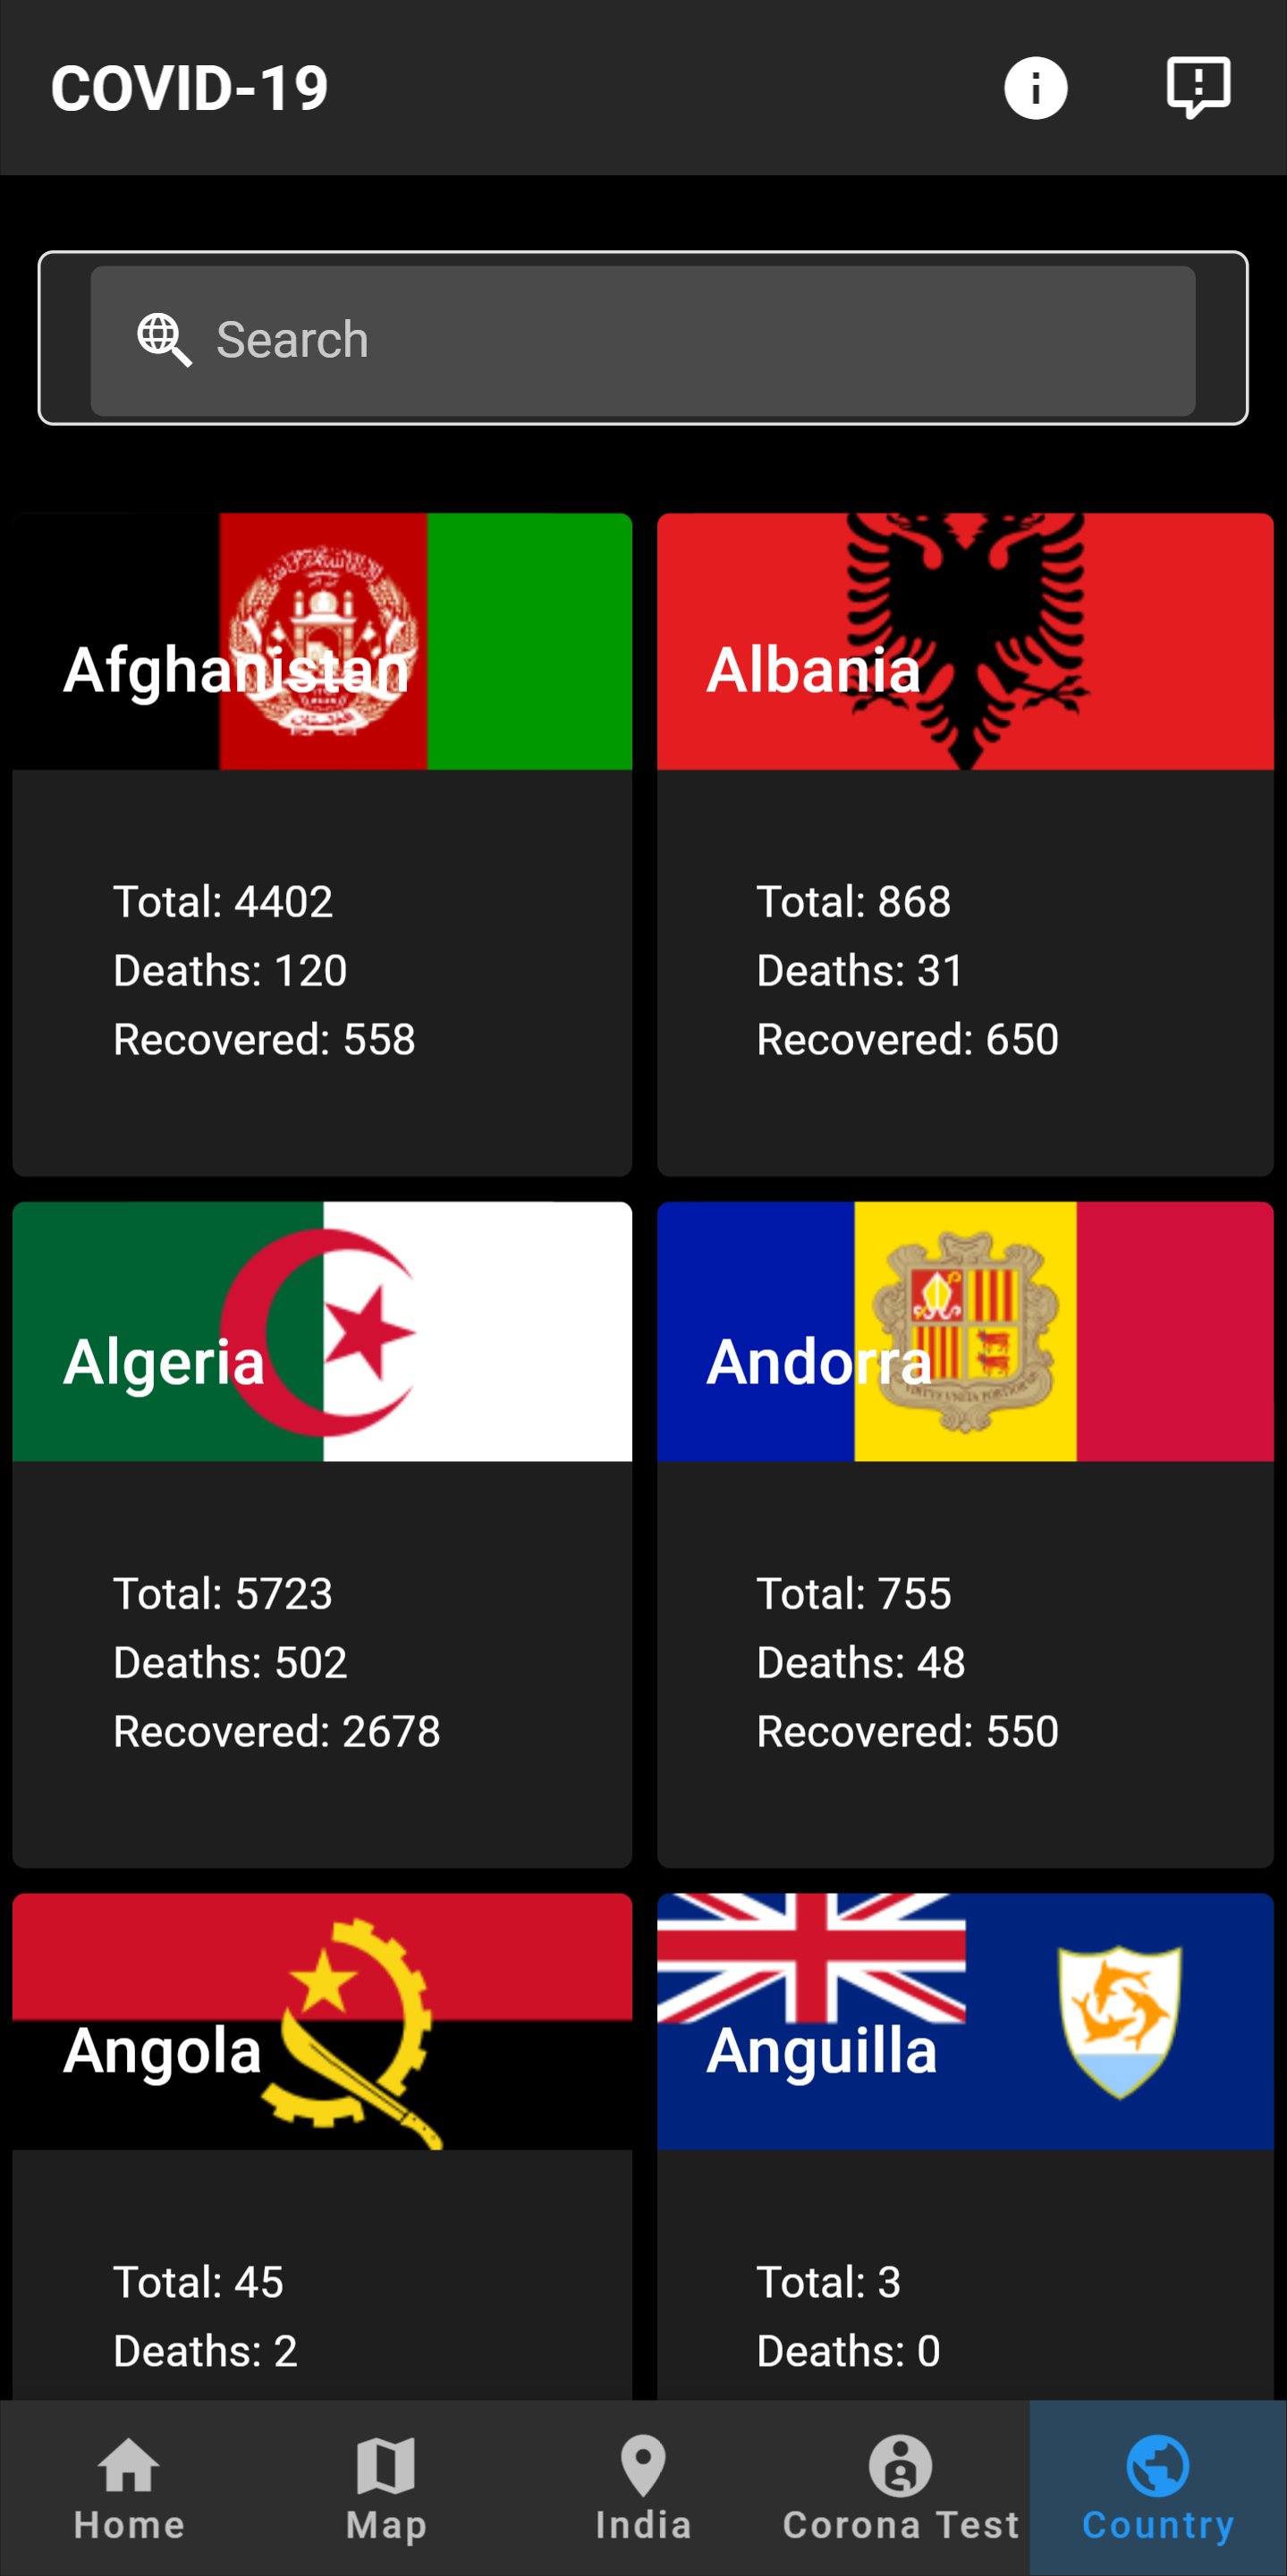 COVID-19
Search
Afghanistan
Total: 4402
Deaths: 120
Recovered: 558
Albania
Total: 868
Deaths: 31
Recovered: 650
Algeria
Total: 5723
Deaths: 502
Recovered: 2678
Andorra
Total: 755
Deaths: 48
Recovered: 550
Angola
Total: 45
Deaths: 2
Anguilla
Total: 3
Deaths: 0
Home
Map
India
Corona Test
Country